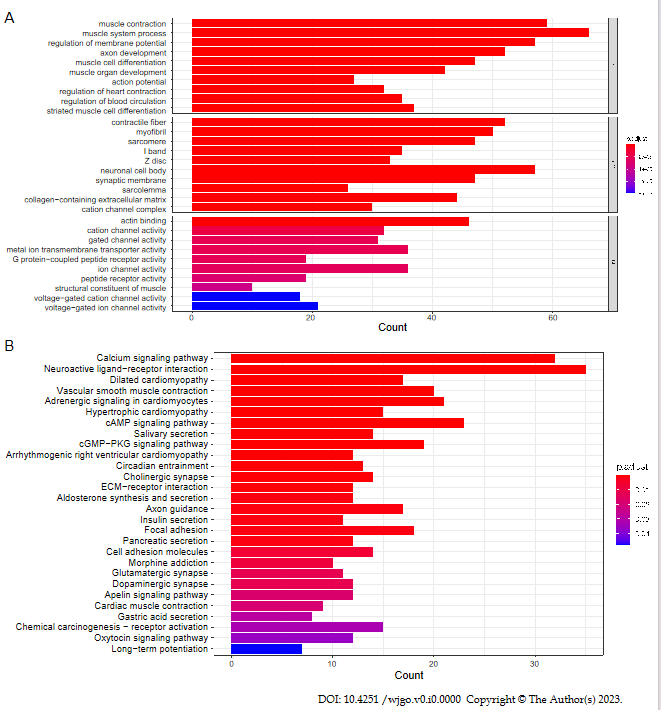 A
muscle contraction
muscle system process
regulation of membrane potential
axon development
muscle cell differentiation
muscle organ development
action potential
regulation of heart contraction
regulation of blood circulation
striated muscle cell differentiation
contractile fiber
myofibril
sarcomere
I band
Z disc
neuronal cell body
synaptic membrane
sarcolemma
collagen−containing extracellular matrix
cation channel complex
actin binding
cation channel activity
gated channel activity
metal ion transmembrane transporter activity
G protein−coupled peptide receptor activity
ion channel activity
peptide receptor activity
structural constituent of muscle
voltage−gated cation channel activity
voltage−gated ion channel activity
0 20 40 60
Count
B
Calcium signaling pathway
Neuroactive ligand−receptor interaction
Dilated cardiomyopathy
Vascular smooth muscle contraction
Adrenergic signaling in cardiomyocytes
Hypertrophic cardiomyopathy
cAMP signaling pathway
Salivary secretion
cGMP−PKG signaling pathway
Arrhythmogenic right ventricular cardiomyopathy
Circadian entrainment
Cholinergic synapse
ECM−receptor interaction
Aldosterone synthesis and secretion
Axon guidance
Insulin secretion
Focal adhesion
Pancreatic secretion
Cell adhesion molecules
Morphine addiction
Glutamatergic synapse
Dopaminergic synapse
Apelin signaling pathway
Cardiac muscle contraction
Gastric acid secretion
Chemical carcinogenesis − receptor activation
Oxytocin signaling pathway
Long−term potentiation
0 10 20 30
Count
p.adjust
DOI: 10.4251 /wjgo.v0.i0.0000 Copyright © The Author(s) 2023.